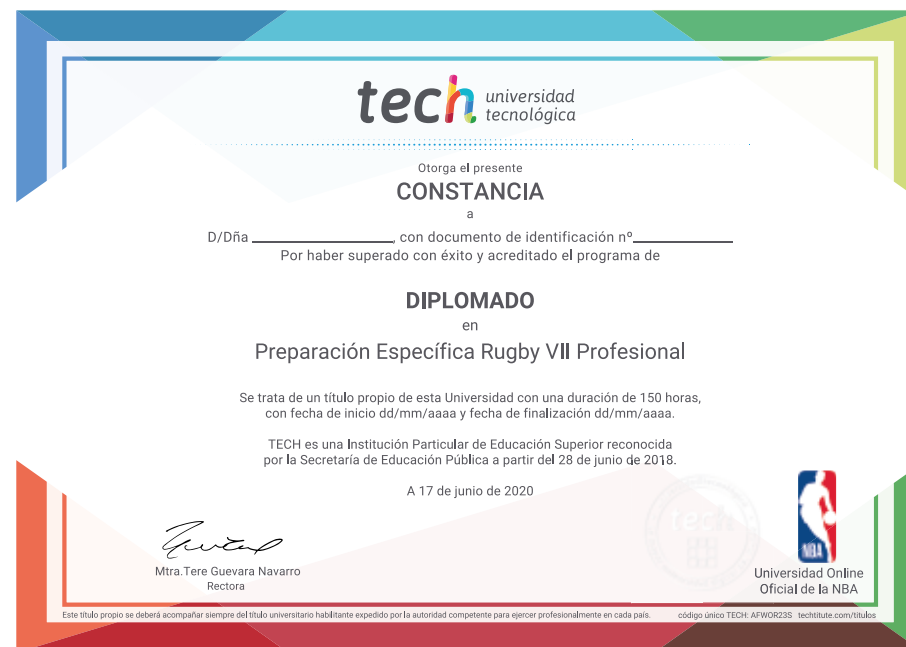 tech universidad
tecnológica
Otorga el presente
CONSTANCIA
a
D/Dña ____________________, con documento de identificación nº______________
Por haber superado con éxito y acreditado el programa de
DIPLOMADO
en
Preparación Específica Rugby VII Profesional
Se trata de un título propio de esta Universidad con una duración de 150 horas,
con fecha de inicio dd/mm/aaaa y fecha de finalización dd/mm/aaaa.
TECH es una Institución Particular de Educación Superior reconocida
por la Secretaría de Educación Pública a partir del 28 de junio de 2018.
A 17 de junio de 2020
tech
NBA
Mtra.Tere Guevara Navarro
Rectora
Universidad Online
Oficial de la NBA
Este título propio se deberá acompañar siempre del título universitario habilitante expedido por la autoridad competente para ejercer profesionalmente en cada país.
código único TECH: AFWOR23S techtitute.com/titulos